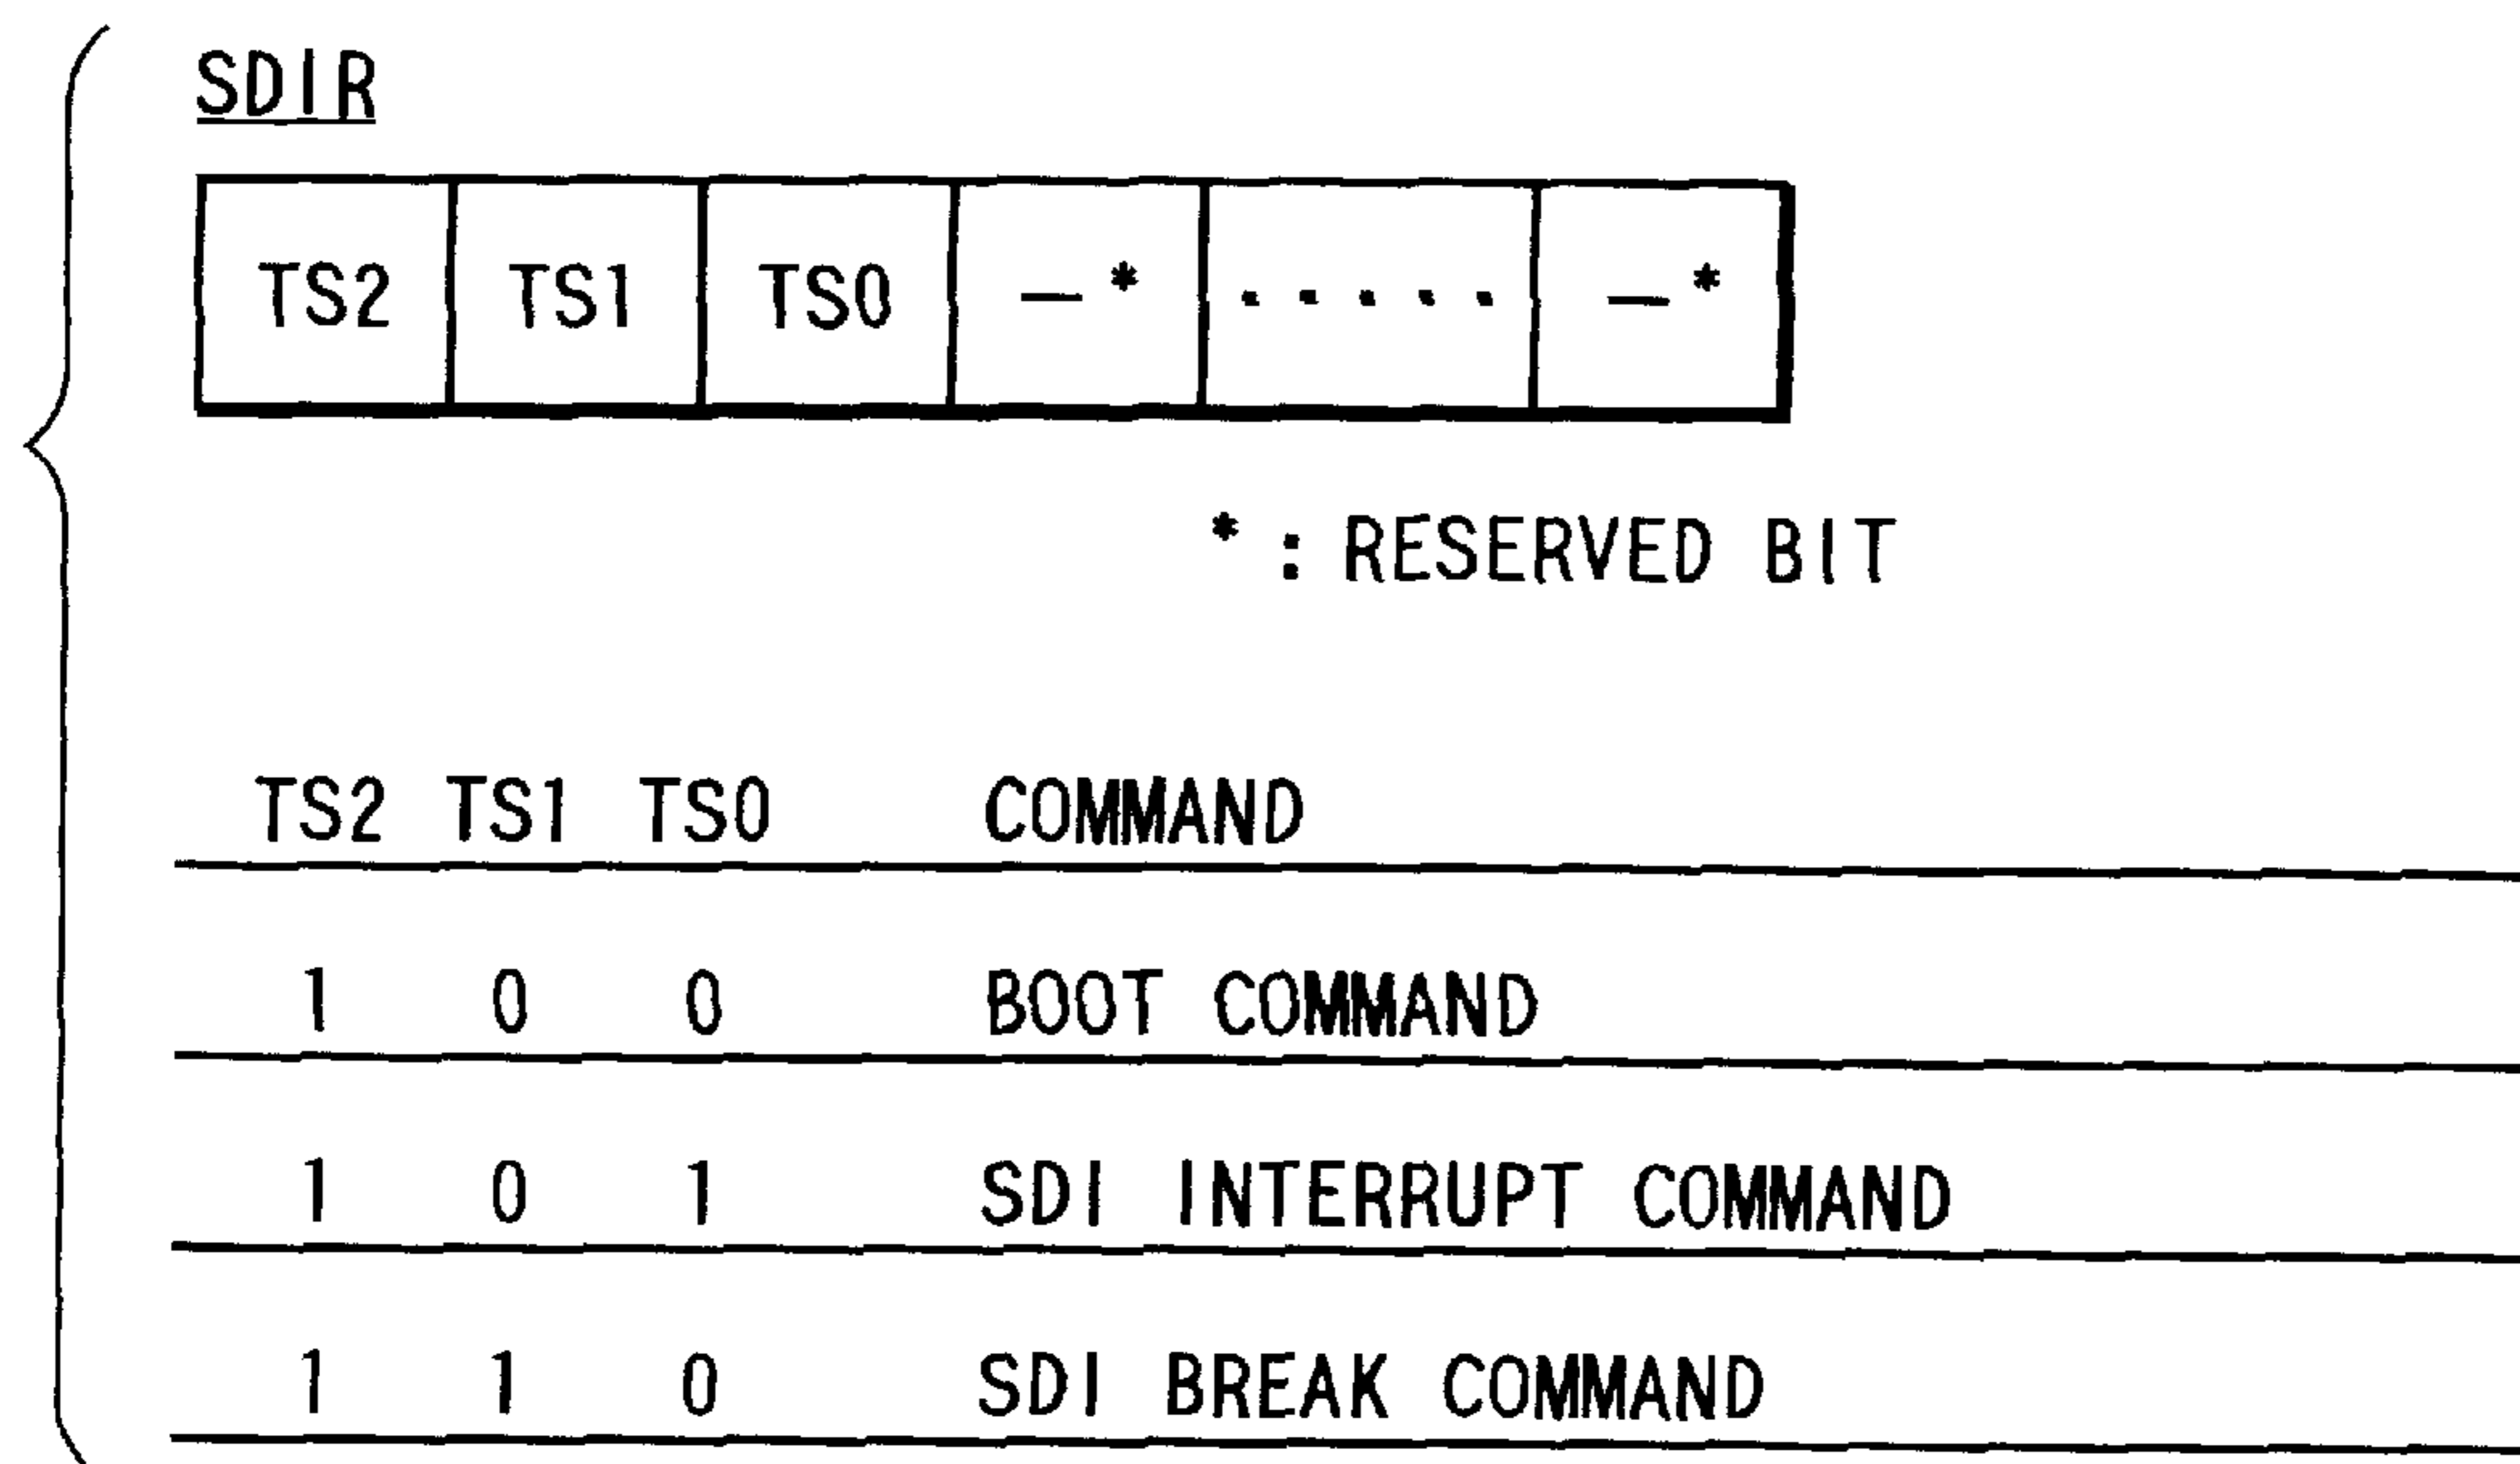 SDIR
TS2 TS1 TS0 —* ..... —*
* : RESERVED BIT
TS2 TS1 TS0 COMMAND
1 0 0 BOOT COMMAND
1 0 1 SDI INTERRUPT COMMAND
1 1 0 SDI BREAK COMMAND